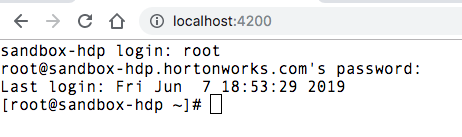 localhost:4200
sandbox-hdp login: root
root@sandbox-hdp.hortonworks.com's password:
Last login: Fri Jun  7 18:53:29 2019
[root@sandbox-hdp ~]#